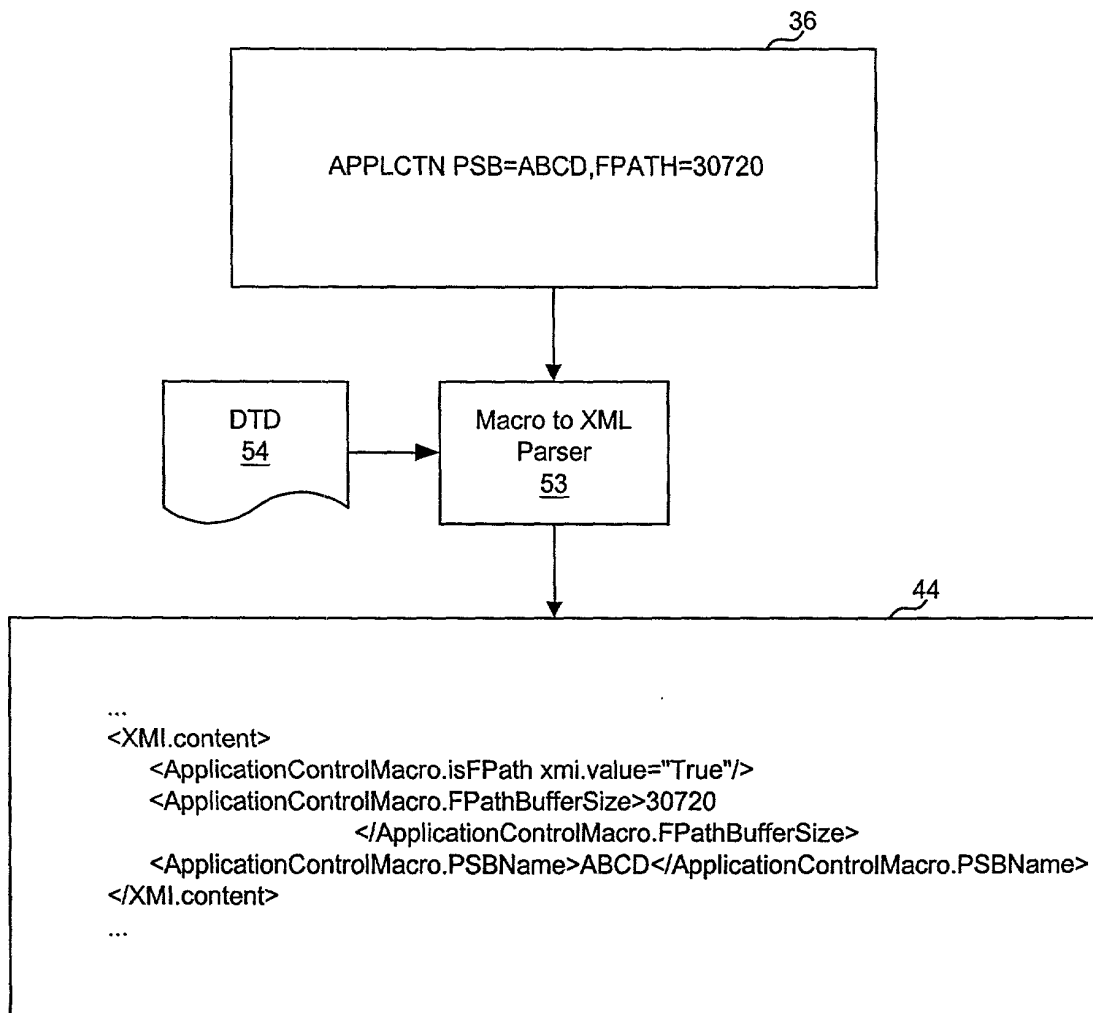 36
APPLCTN PSB=ABCD,FPATH=30720
DTD
54
Macro to XML
Parser
53
44
...
<XMI.content>
<ApplicationControlMacro.isFPath xmi.value="True"/>
<ApplicationControlMacro.FPathBufferSize>30720
</ApplicationControlMacro.FPathBufferSize>
<ApplicationControlMacro.PSBName>ABCD</ApplicationControlMacro.PSBName>
</XMI.content>
...